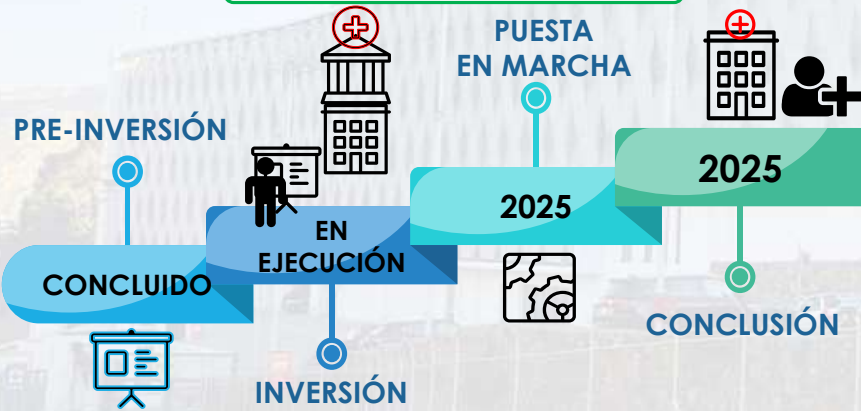 PUESTA
EN MARCHA
PRE-INVERSIÓN
2025
2025
EN
EJECUCIÓN
CONCLUIDO
CONCLUSIÓN
INVERSIÓN